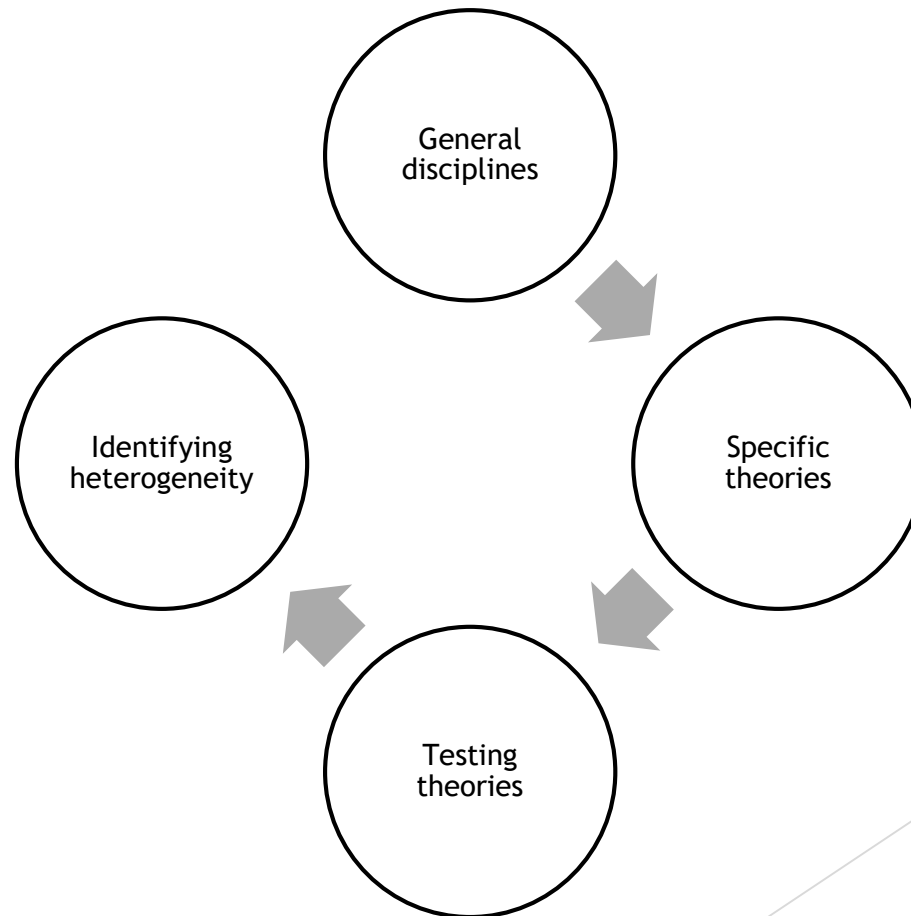 General
disciplines
Specific
theories
Testing
theories
Identifying
heterogeneity